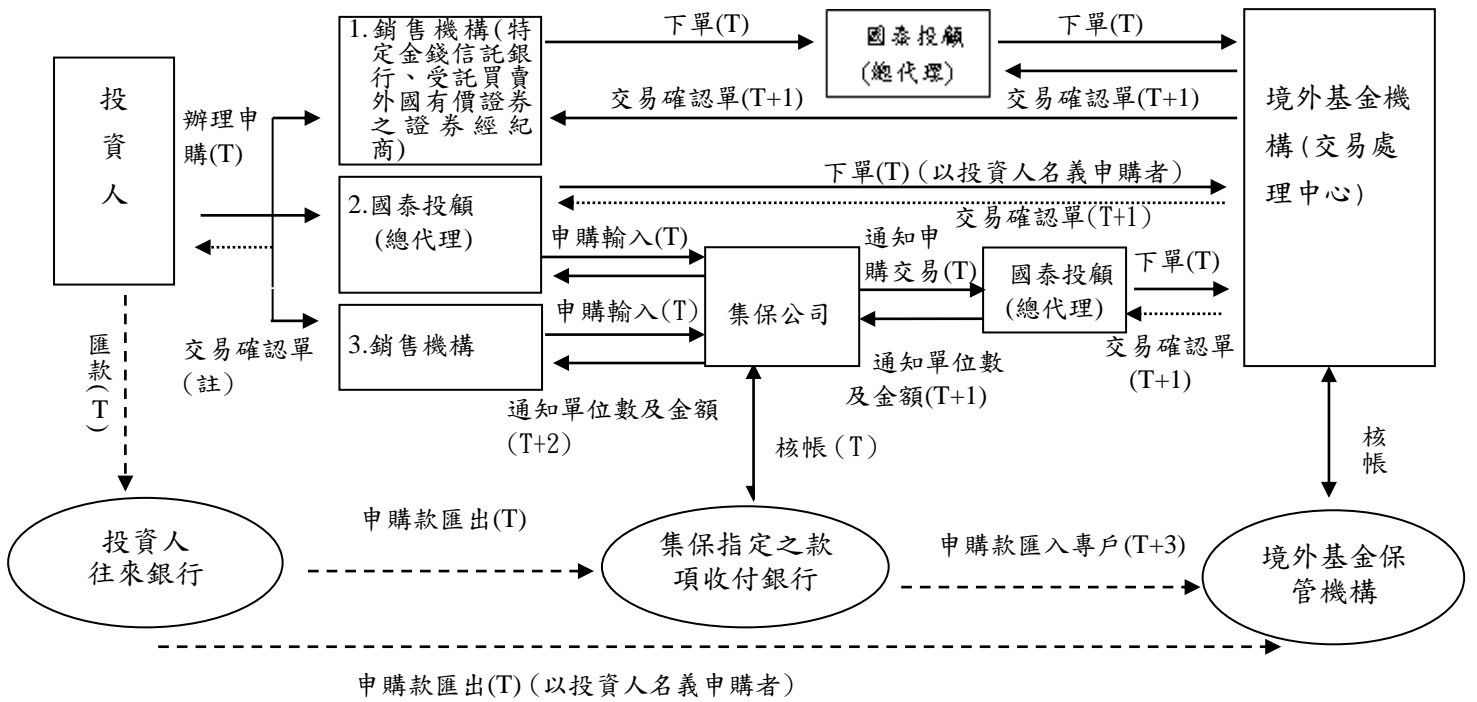 1.銷售機構(特
定金錢信託銀
行、受託買賣
外國有價證券
之證券經紀
商)
下單(T)
國泰投顧
(總代理)
下單(T)
交易確認單(T+1)
交易確認單(T+1)
投
資
人
辦理申
購(T)
境外基金機
構(交易處
理中心)
下單(T)(以投資人名義申購者)
交易確認單(T+1)
2.國泰投顧
(總代理)
申購輸入(T)
通知申
購交易(T)
國泰投顧
(總代理)
下單(T)
集保公司
申購輸入(T)
3.銷售機構
交易確認單
(註)
匯
款
(T)
通知單位數
及金額(T+1)
交易確認單
(T+1)
通知單位數及金額
(T+2)
核帳(T)
核
帳
投資人
往來銀行
申購款匯出(T)
集保指定之款
項收付銀行
申購款匯入專戶(T+3)
境外基金保
管機構
申購款匯出(T)(以投資人名義申購者)